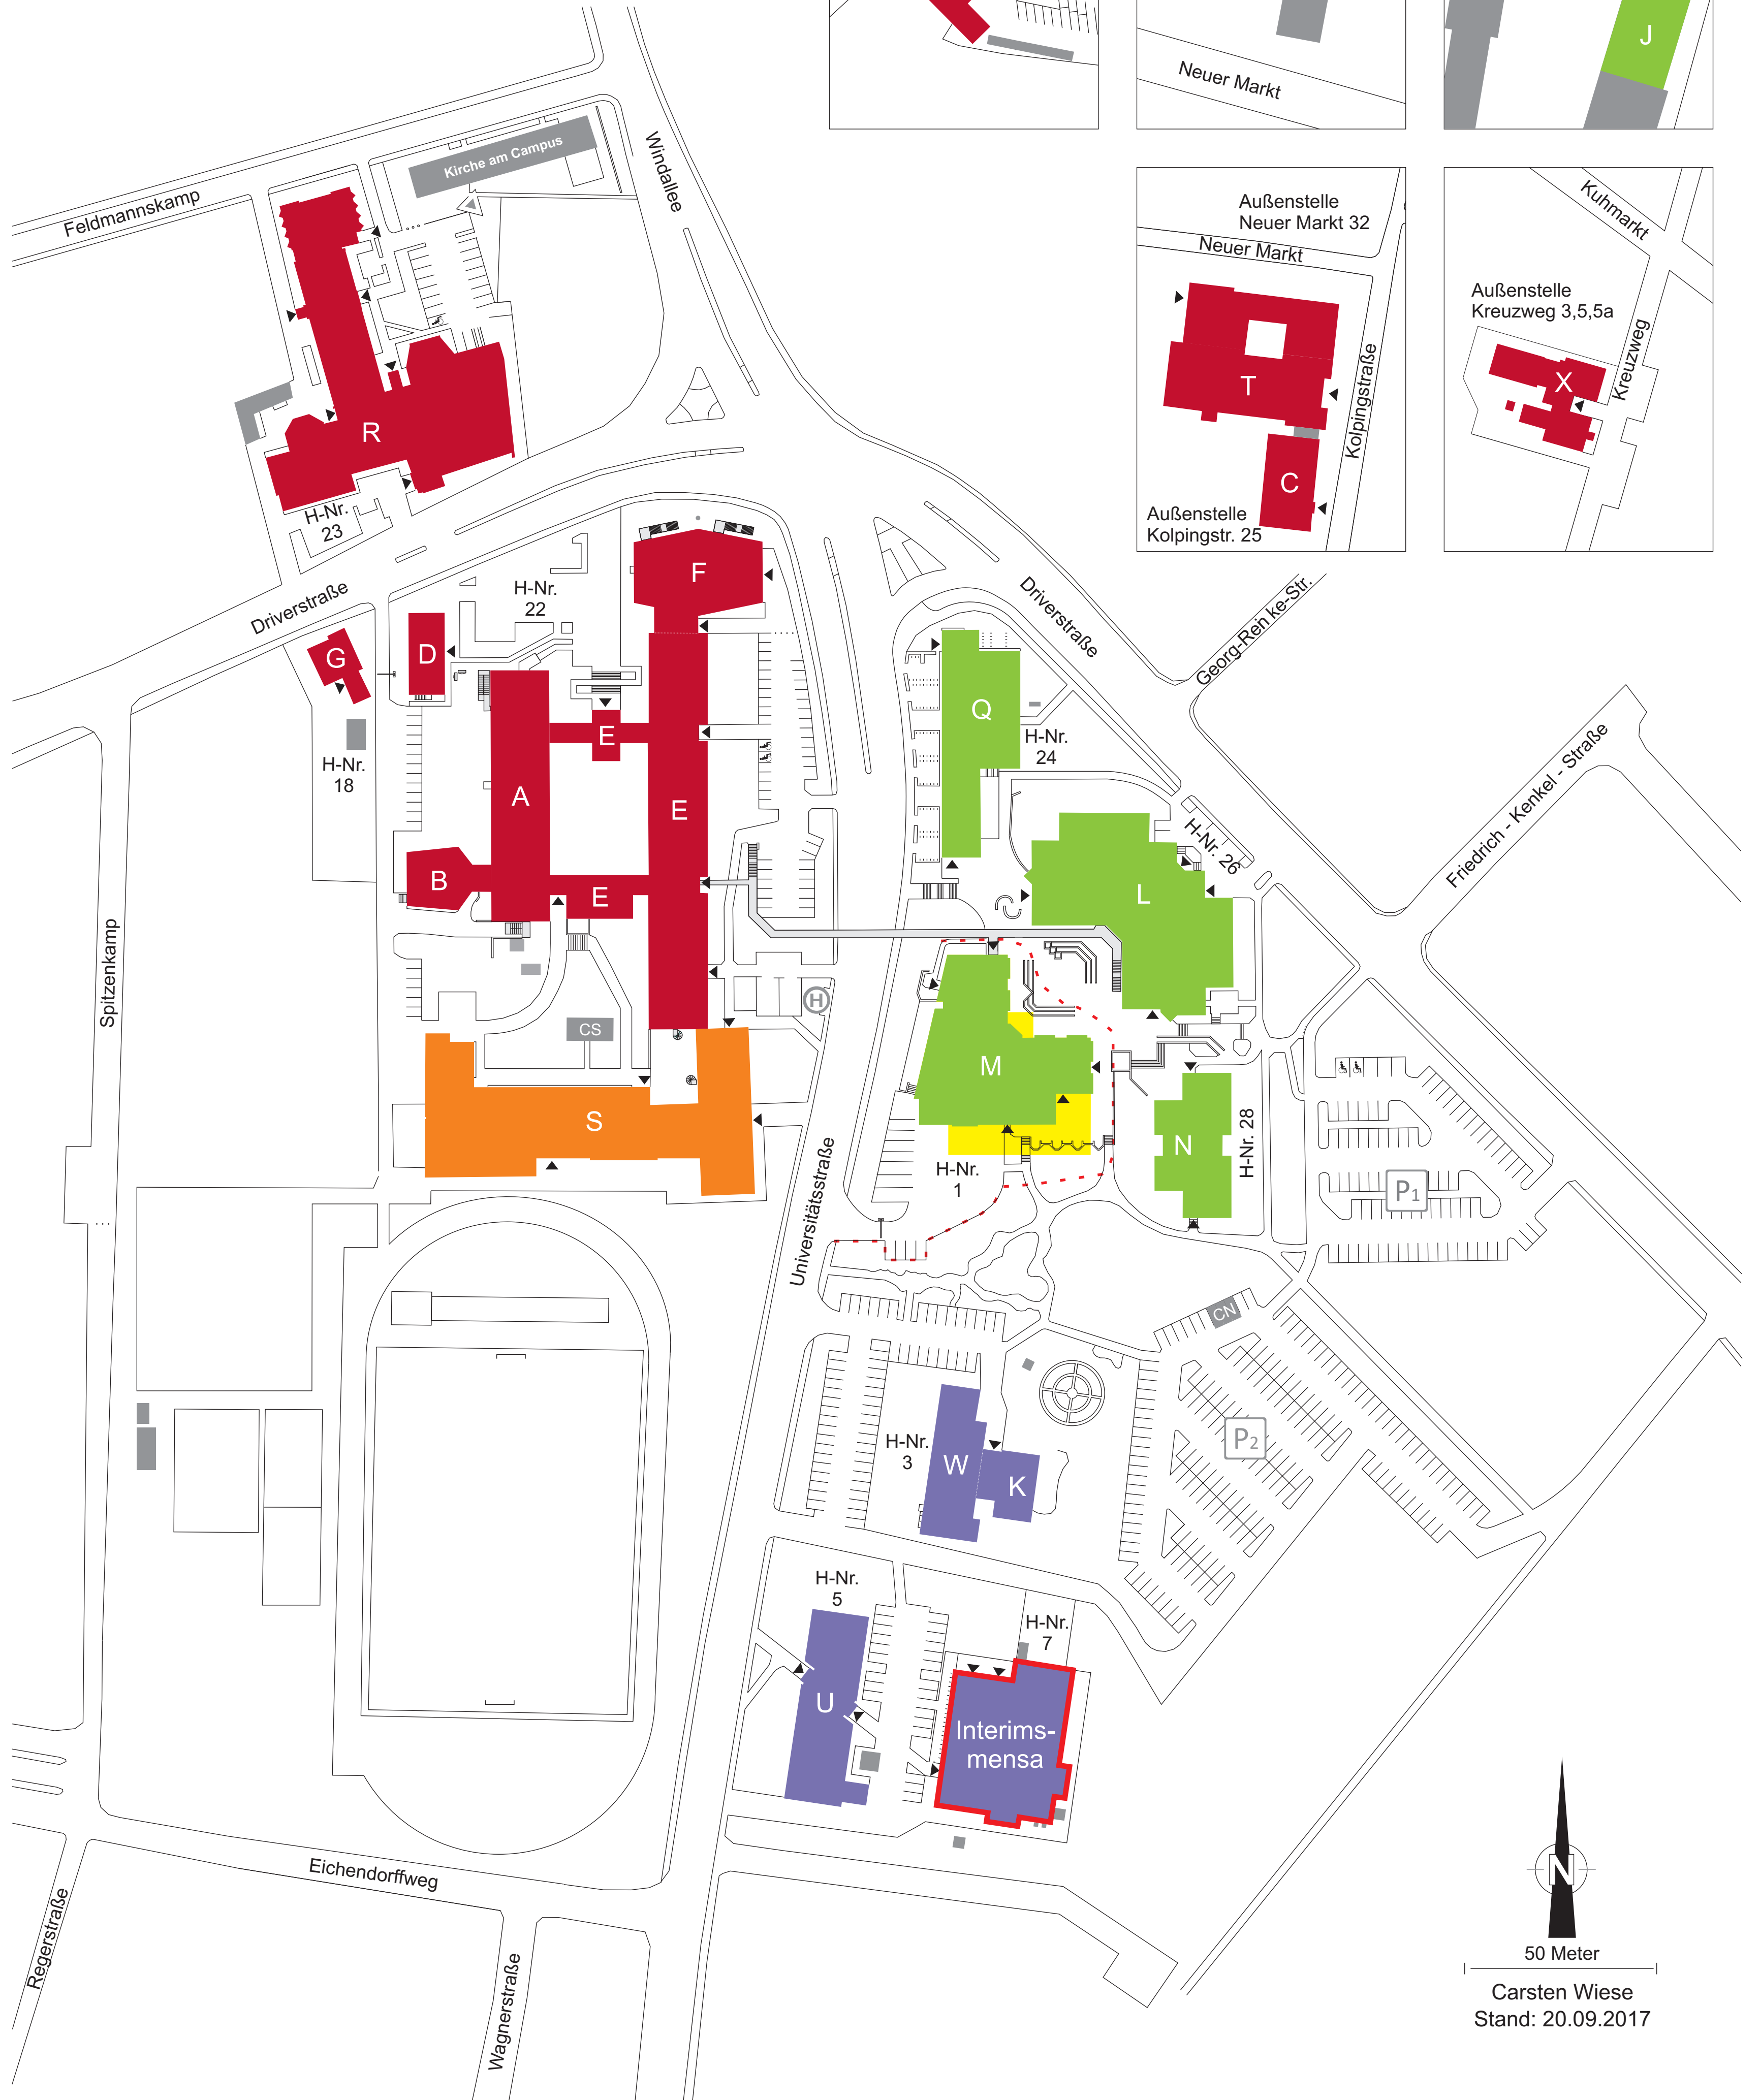 J
Neuer Markt
Kirche am Campus
Windallee
Feldmannskamp
Außenstelle
Neuer Markt 32
Neuer Markt
T
C
Kolpingstraße
Außenstelle
Kolpingstr. 25
Kuhmarkt
Außenstelle
Kreuzweg 3,5,5a
X
Kreuzweg
R
H-Nr.
23
Driverstraße
H-Nr.
22
F
G
D
H-Nr.
18
E
A
E
B
E
Driverstraße
Georg-Reinke-Str.
Q
H-Nr.
24
H-Nr. 26
Friedrich - Kenkel - Straße
L
Spitzenkamp
CS
H
M
S
N
H-Nr. 28
H-Nr.
1
P1
Universitätsstraße
CN
P2
H-Nr.
3
W
K
H-Nr.
5
U
H-Nr.
7
Interims-
mensa
Eichendorffweg
Regerstraße
Wagnerstraße
N
50 Meter
Carsten Wiese
Stand: 20.09.2017